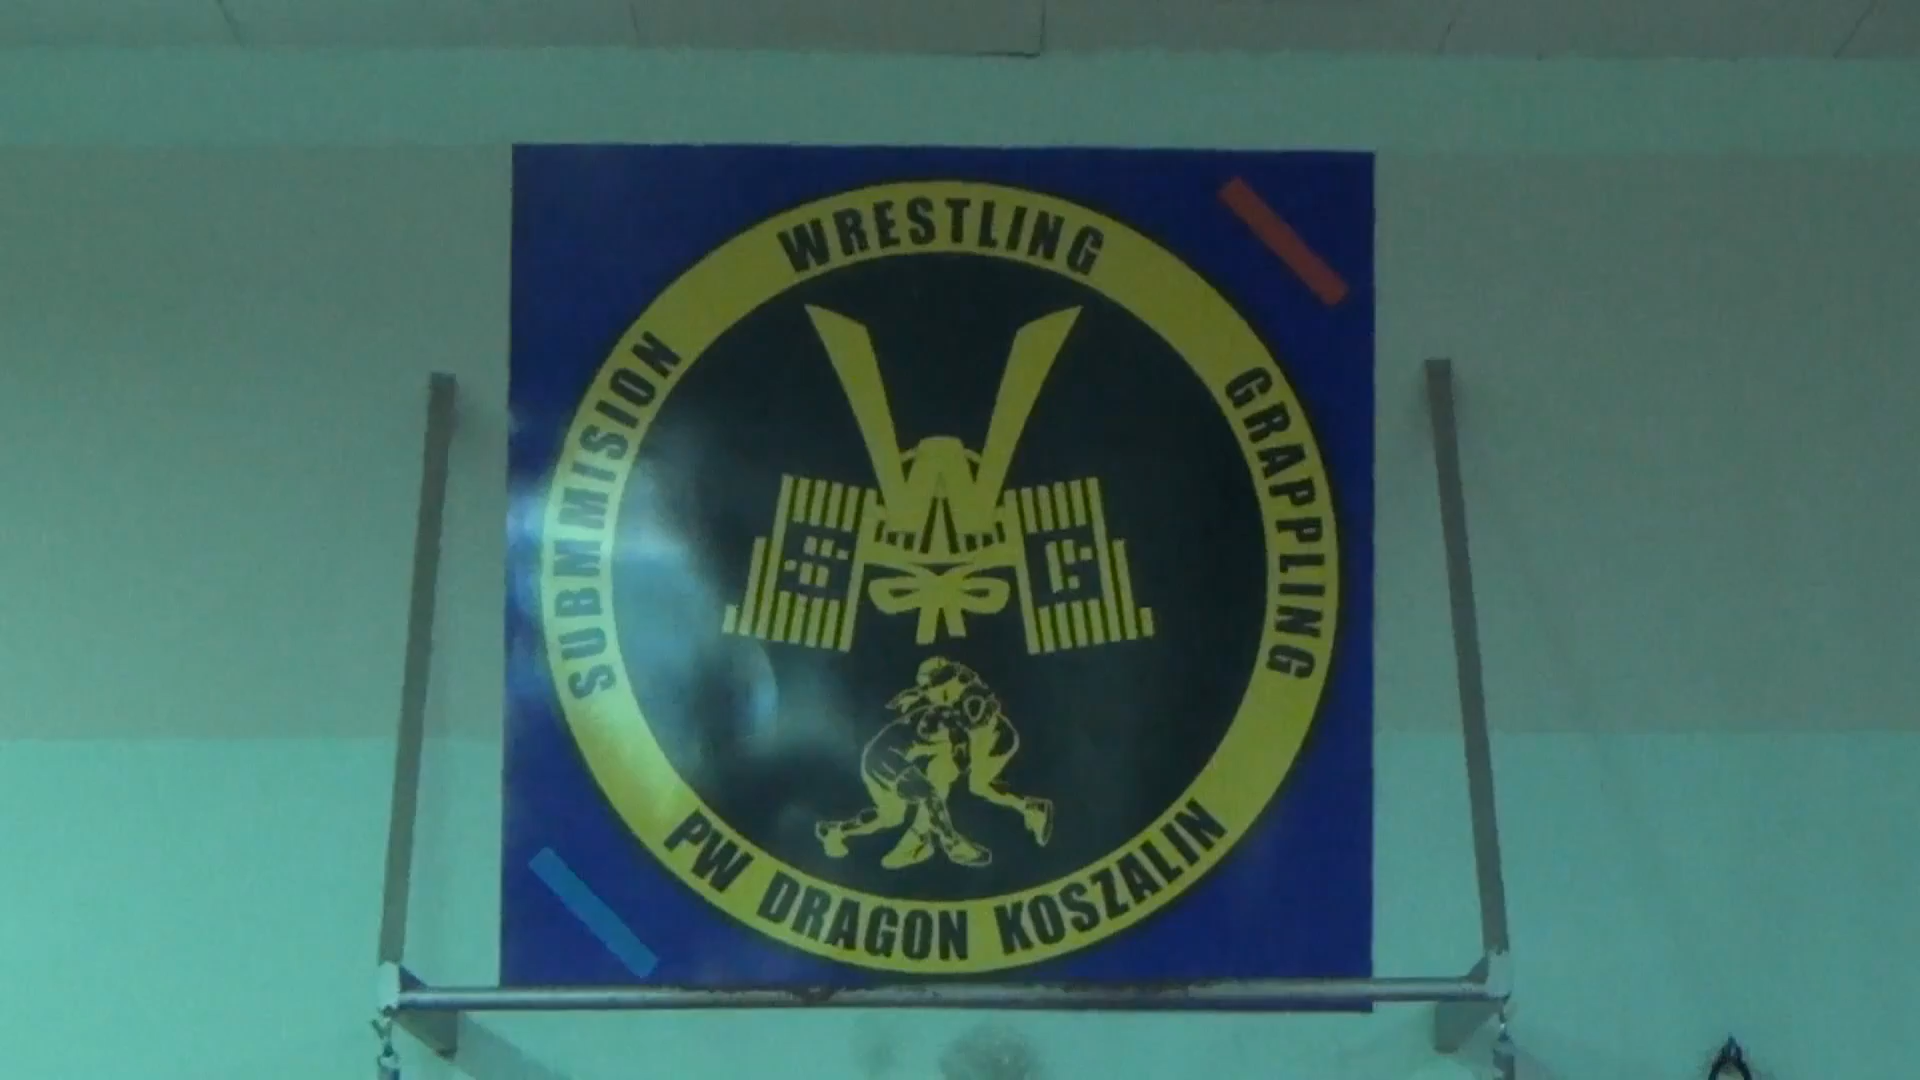 WRESTLING
SUBMMISION
GRAPPLING
S G
PW DRAGON KOSZALIN